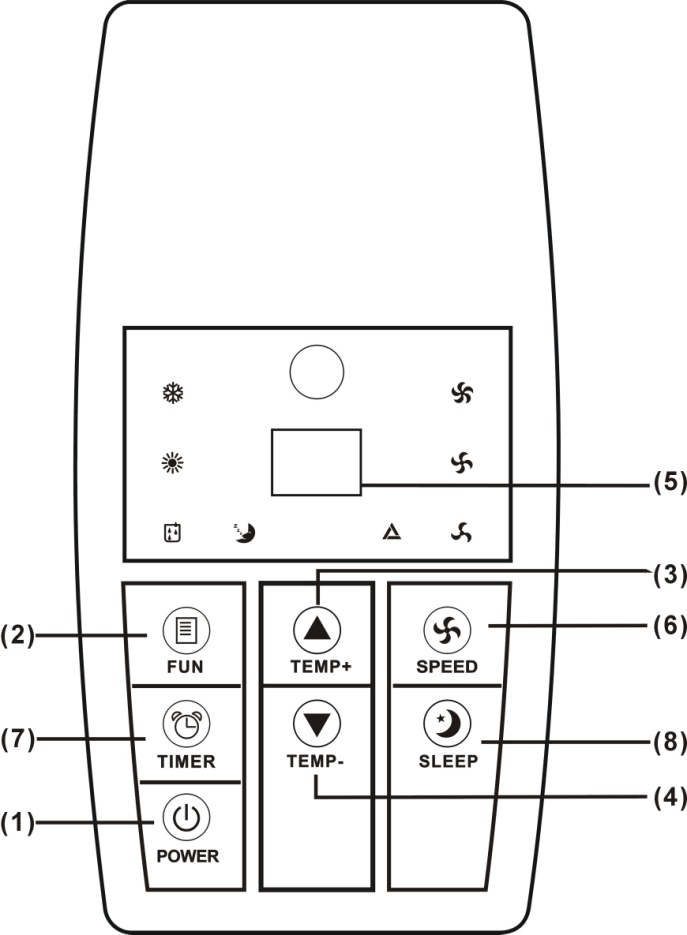 (5)
(3)
(2) FUN TEMP+ SPEED (6)
(7) TIMER TEMP- SLEEP (8)
(4)
(1) POWER